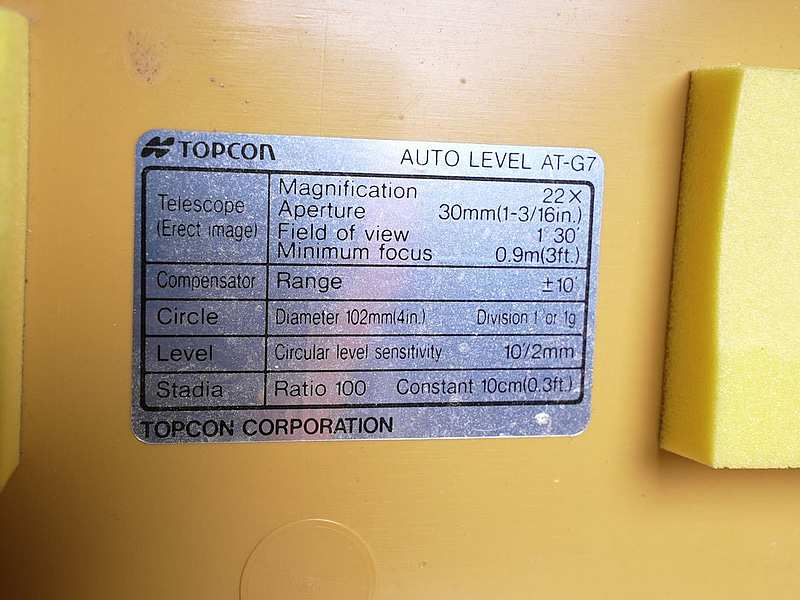 TOPCON AUTO LEVEL AT-G7
Telescope (Erect image)
Magnification 22×
Aperture 30mm(1-3/16in.)
Field of view 1°30′
Minimum focus 0.9m(3ft.)
Compensator Range ±10′
Circle Diameter 102mm(4in.) Division 1° or 1g
Level Circular level sensitivity 10′/2mm
Stadia Ratio 100 Constant 10cm(0.3ft.)
TOPCON CORPORATION